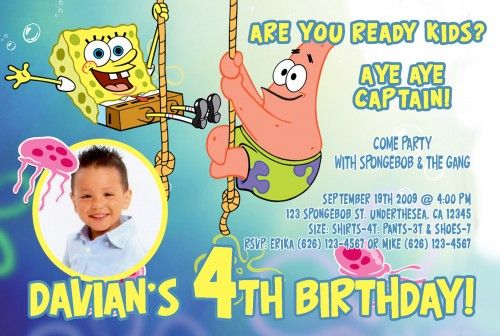 ARE YOU READY KIDS?
AYE AYE
CAPTAIN!
COME PARTY
WITH SPONGEBOB & THE GANG
SEPTEMBER 19TH 2009 @ 4:00 PM
123 SPONGEBOB ST. UNDERTHESEA, CA 12345
SIZE: SHIRTS-4T, PANTS-3T & SHOES-7
RSVP ERIKA (626) 123-4567 OR MIKE (626) 123-4567
DAVIAN'S 4TH BIRTHDAY!